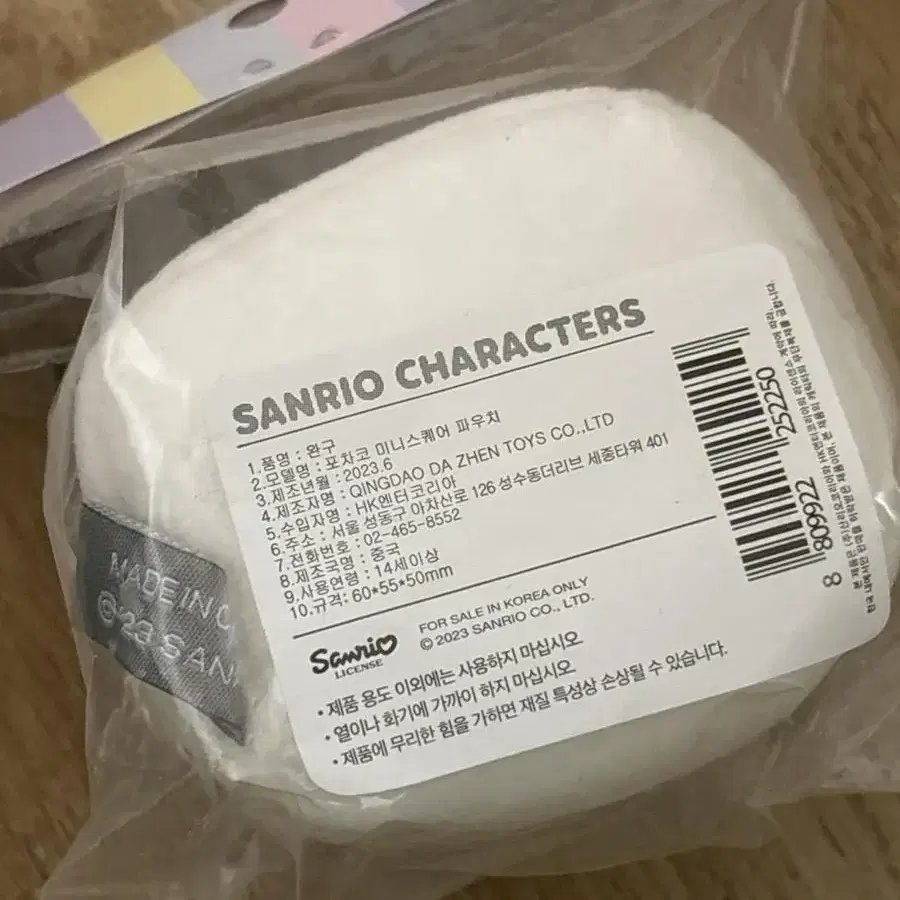 SANRIO CHARACTERS
1.품명 : 완구
2.모델명 : 포차코 미니스퀘어 파우치
3.제조년월 : 2023.6
4.제조자명 : QINGDAO DA ZHEN TOYS CO.,LTD
5.수입자명 : HK엔터코리아
6.주소 : 서울 성동구 아차산로 126 성수동더리브 세종타워 401
7.전화번호 : 02-465-8552
8.제조국명 : 중국
9.사용연령 : 14세이상
10.규격: 60*55*50mm
Sanrio
LICENSE
FOR SALE IN KOREA ONLY
© 2023 SANRIO CO., LTD.
• 제품 용도 이외에는 사용하지 마십시오
• 열이나 화기에 가까이 하지 마십시오
• 제품에 무리한 힘을 가하면 재질 특성상 손상될 수 있습니다.
8 809922 252250
MADE IN C
©'23 SAN